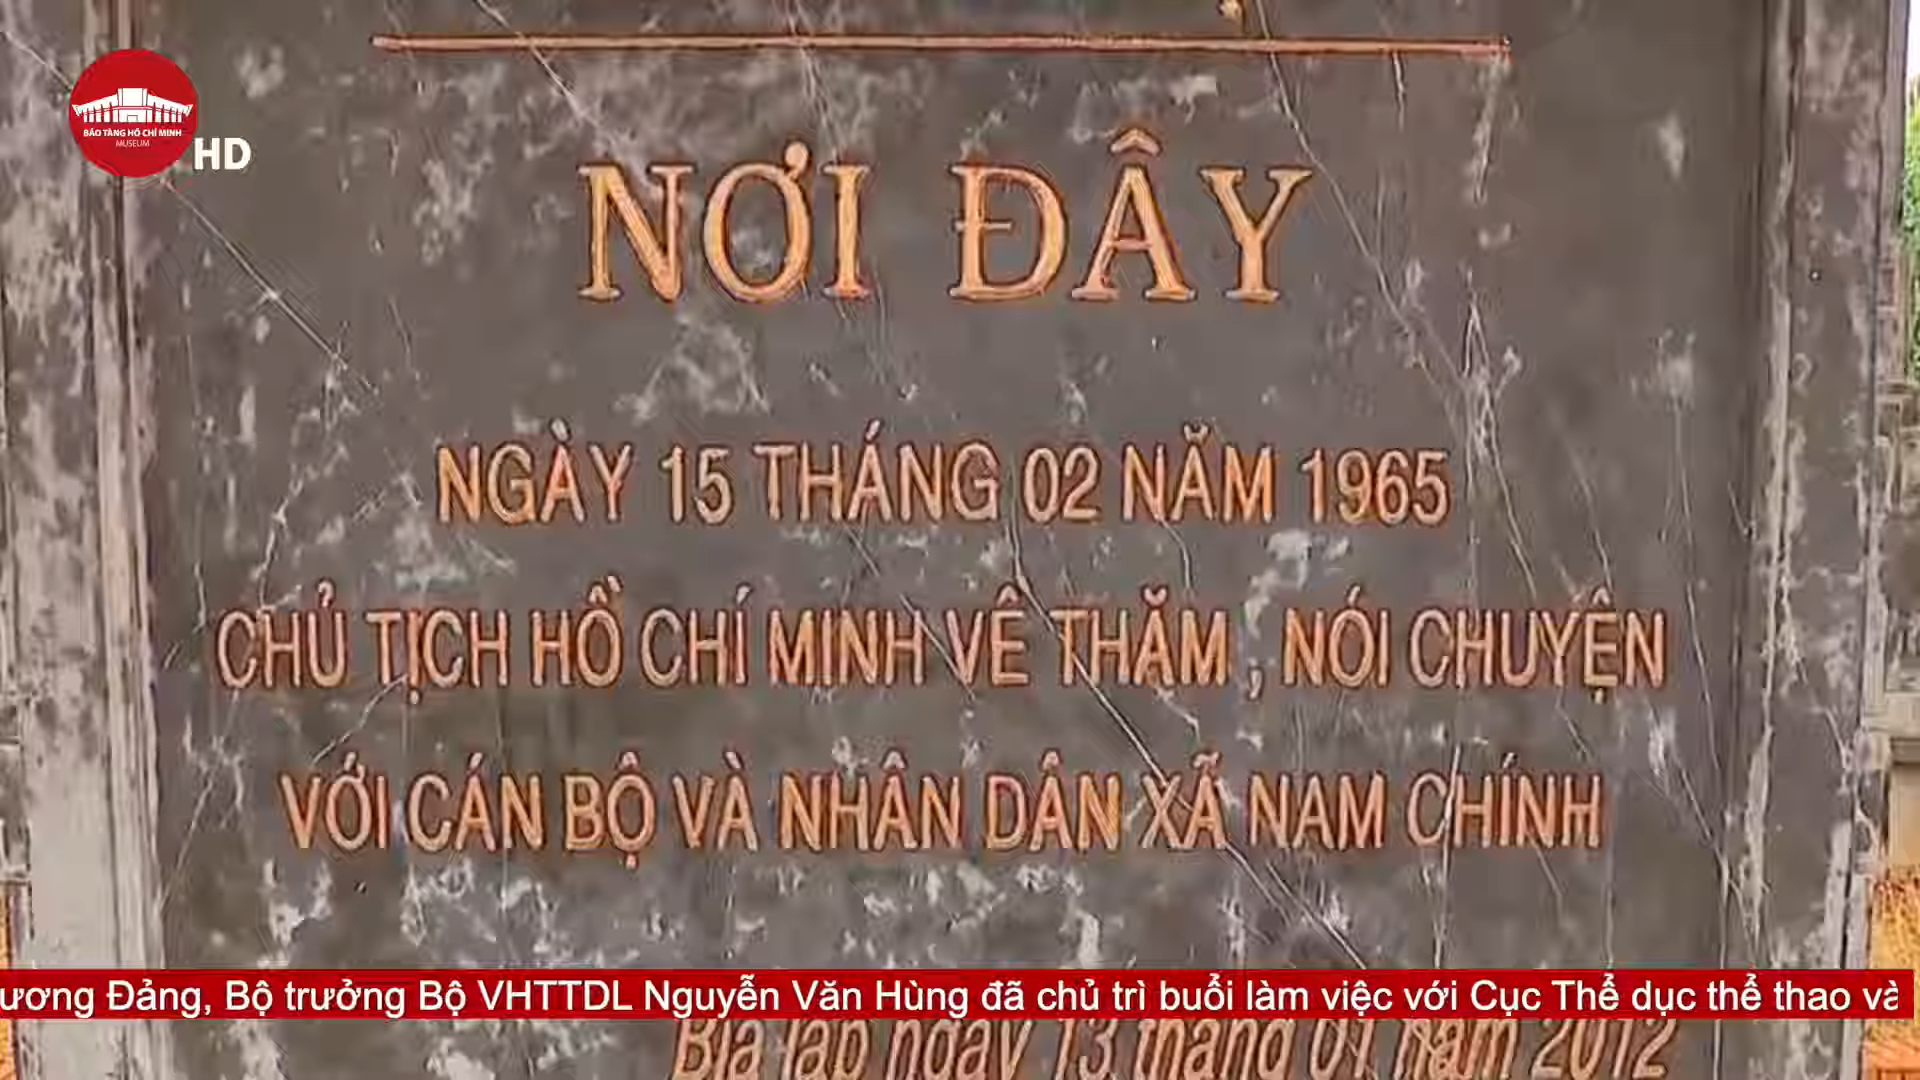 BẢO TÀNG HỒ CHÍ MINH
MUSEUM
HD
NƠI ĐÂY
NGÀY 15 THÁNG 02 NĂM 1965
CHỦ TỊCH HỒ CHÍ MINH VỀ THĂM , NÓI CHUYỆN
VỚI CÁN BỘ VÀ NHÂN DÂN XÃ NAM CHÍNH
ương Đảng, Bộ trưởng Bộ VHTTDL Nguyễn Văn Hùng đã chủ trì buổi làm việc với Cục Thể dục thể thao và
Bia lập ngày 13 tháng 01 năm 2012